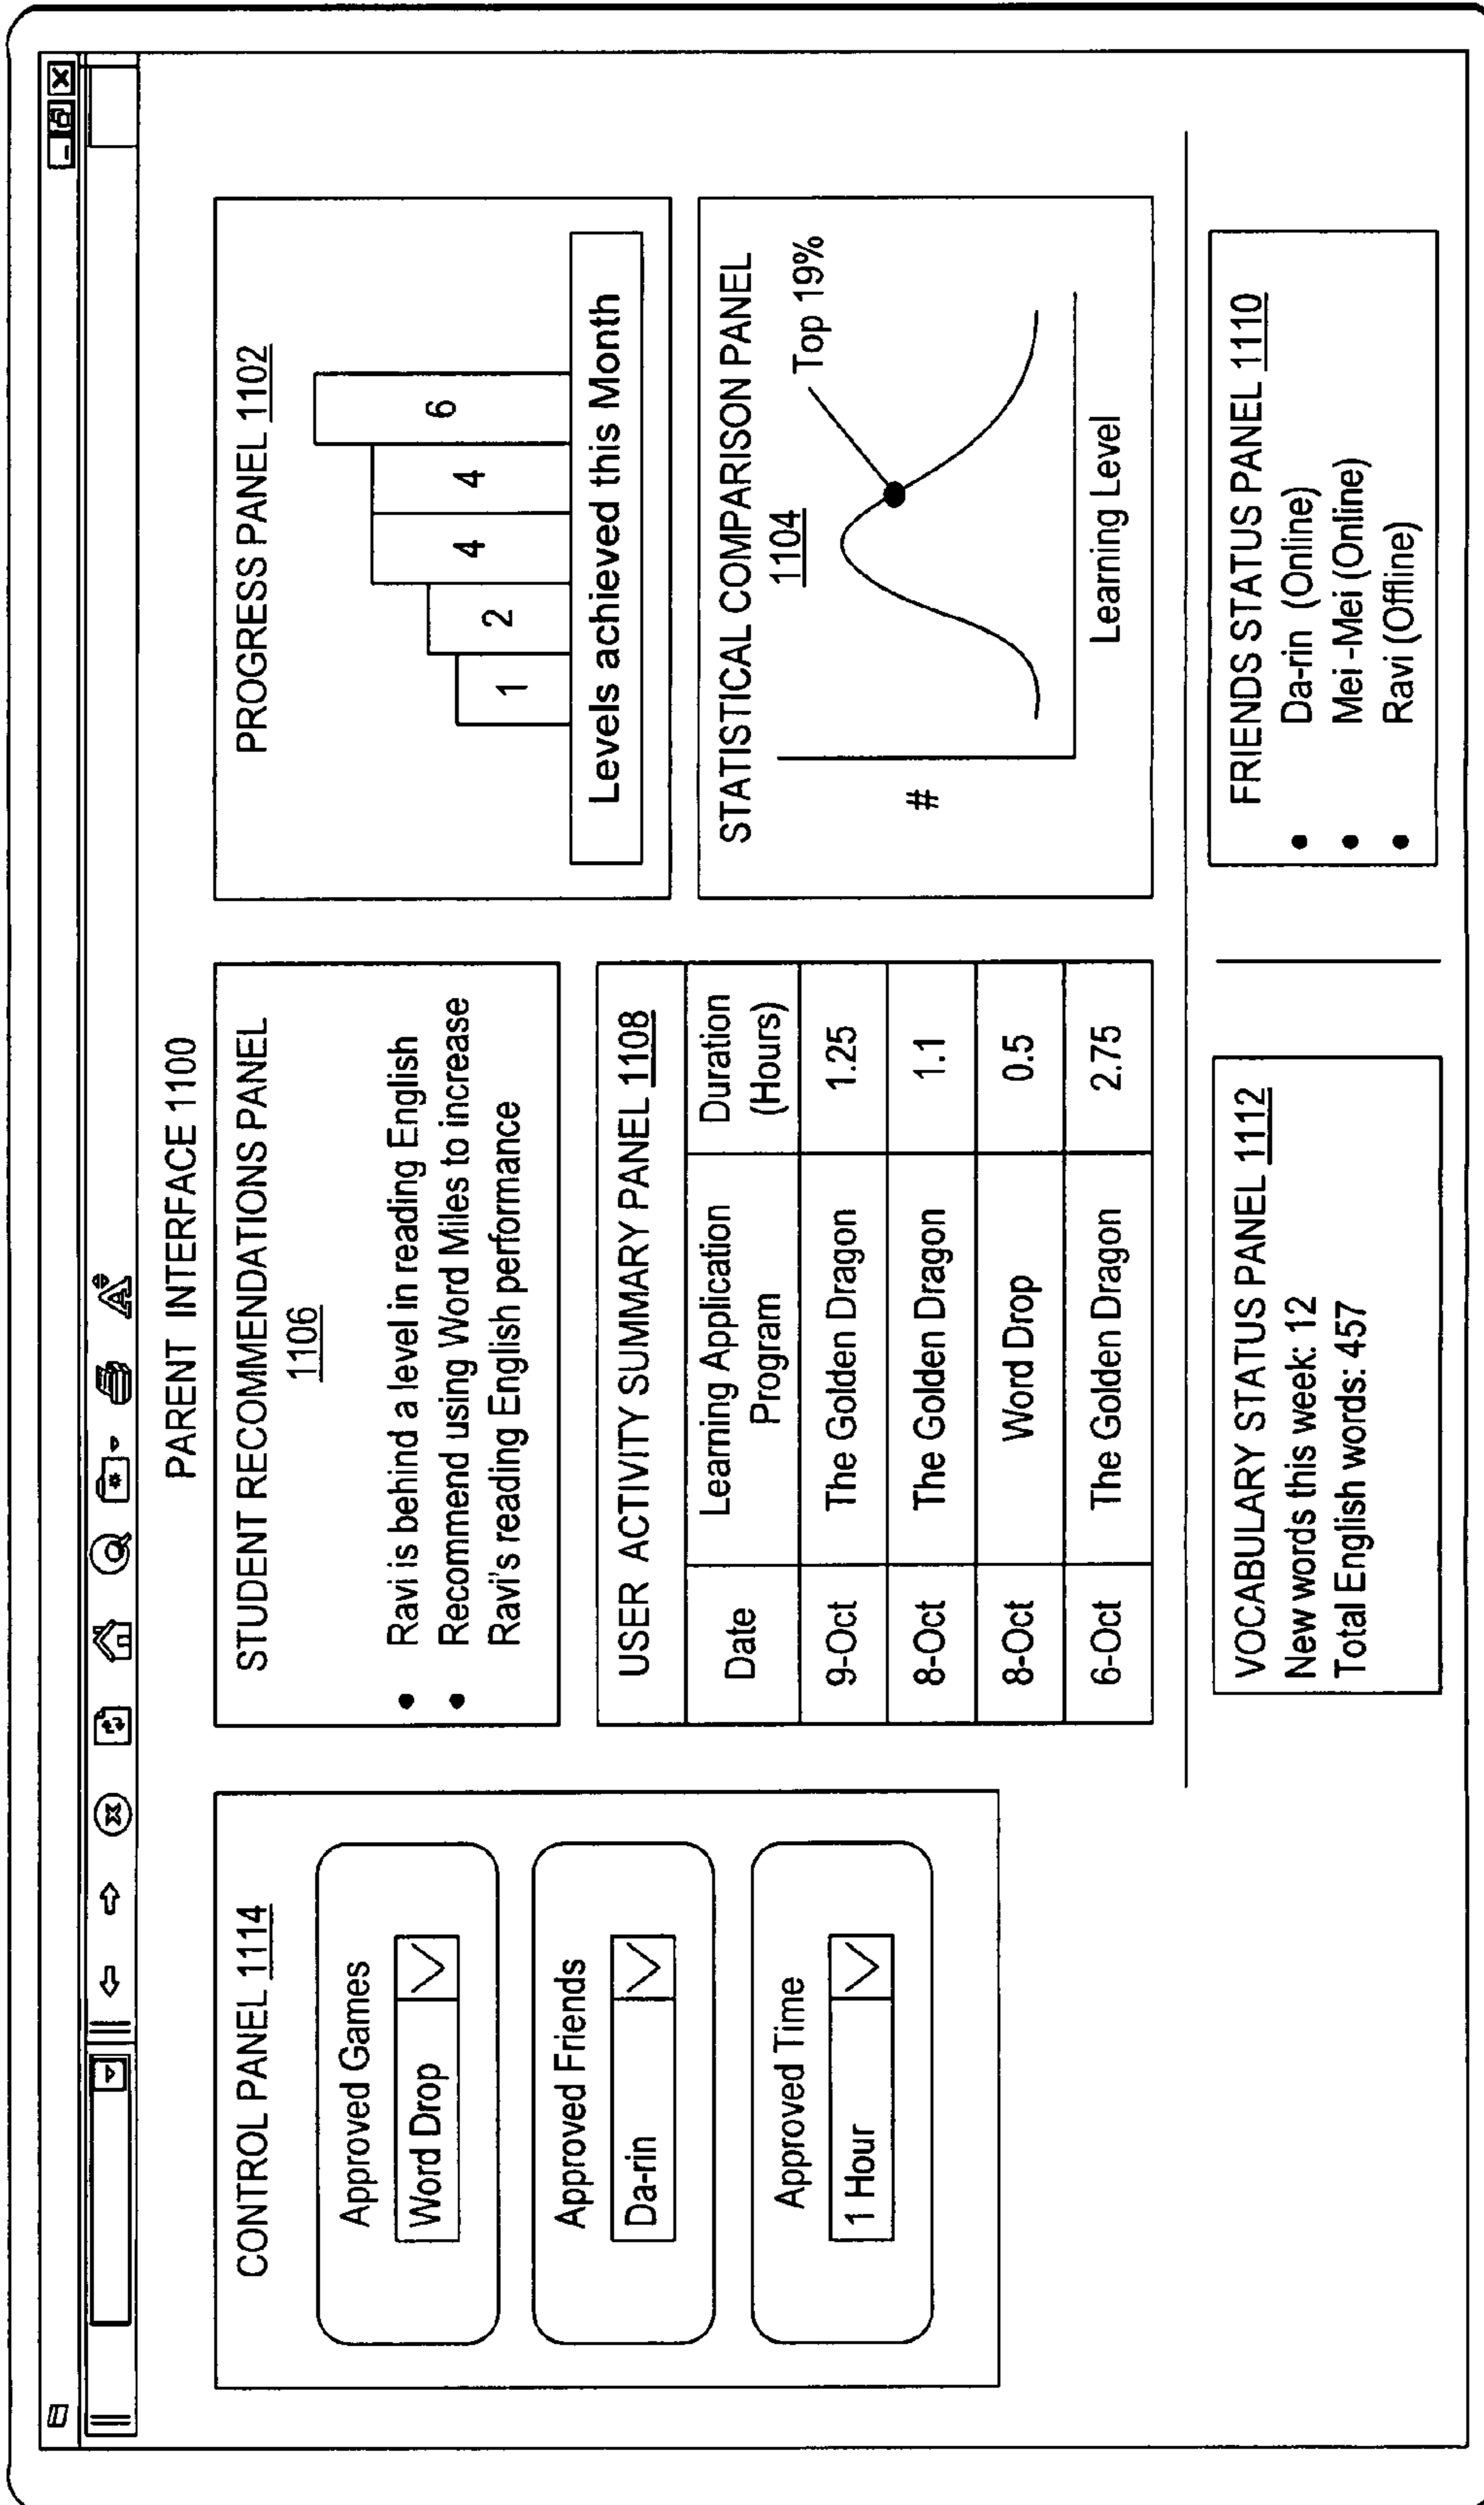 PARENT INTERFACE 1100
CONTROL PANEL 1114
Approved Games
Word Drop
Approved Friends
Da-rin
Approved Time
1 Hour
STUDENT RECOMMENDATIONS PANEL
1106
• Ravi is behind a level in reading English
• Recommend using Word Miles to increase
Ravi's reading English performance
USER ACTIVITY SUMMARY PANEL 1108
Date Learning Application Program Duration (Hours)
9-Oct The Golden Dragon 1.25
8-Oct The Golden Dragon 1.1
8-Oct Word Drop 0.5
6-Oct The Golden Dragon 2.75
PROGRESS PANEL 1102
1 2 4 4 6
Levels achieved this Month
STATISTICAL COMPARISON PANEL
1104
Top 19%
#
Learning Level
VOCABULARY STATUS PANEL 1112
New words this week: 12
Total English words: 457
FRIENDS STATUS PANEL 1110
• Da-rin (Online)
• Mei-Mei (Online)
• Ravi (Offline)